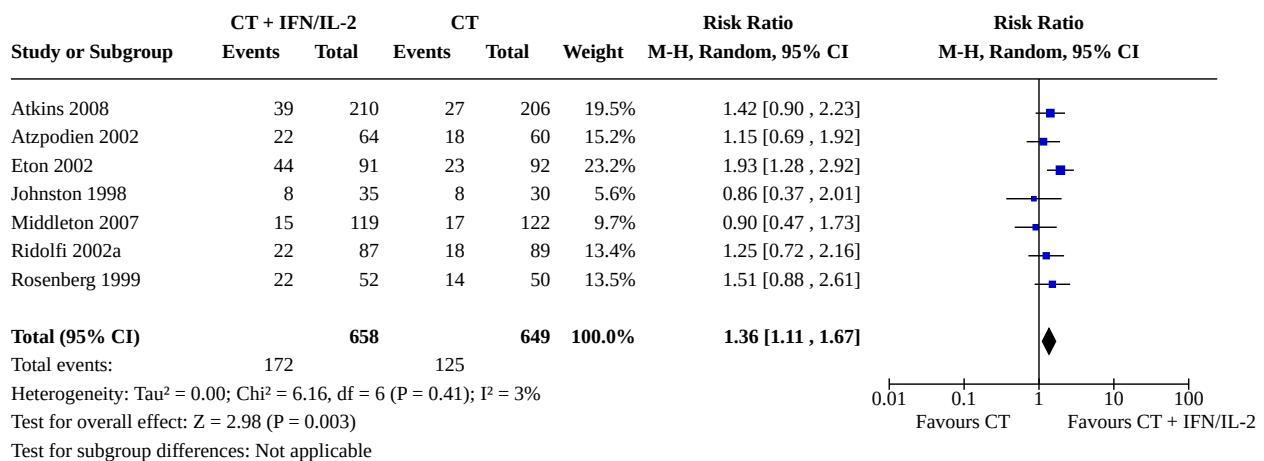 CT + IFN/IL-2 CT Risk Ratio Risk Ratio
Study or Subgroup Events Total Events Total Weight M-H, Random, 95% CI M-H, Random, 95% CI
Atkins 2008 39 210 27 206 19.5% 1.42 [0.90 , 2.23]
Atzpodien 2002 22 64 18 60 15.2% 1.15 [0.69 , 1.92]
Eton 2002 44 91 23 92 23.2% 1.93 [1.28 , 2.92]
Johnston 1998 8 35 8 30 5.6% 0.86 [0.37 , 2.01]
Middleton 2007 15 119 17 122 9.7% 0.90 [0.47 , 1.73]
Ridolfi 2002a 22 87 18 89 13.4% 1.25 [0.72 , 2.16]
Rosenberg 1999 22 52 14 50 13.5% 1.51 [0.88 , 2.61]
Total (95% CI) 658 649 100.0% 1.36 [1.11 , 1.67]
Total events: 172 125
Heterogeneity: Tau² = 0.00; Chi² = 6.16, df = 6 (P = 0.41); I² = 3% 0.01 0.1 1 10 100
Test for overall effect: Z = 2.98 (P = 0.003) Favours CT Favours CT + IFN/IL-2
Test for subgroup differences: Not applicable